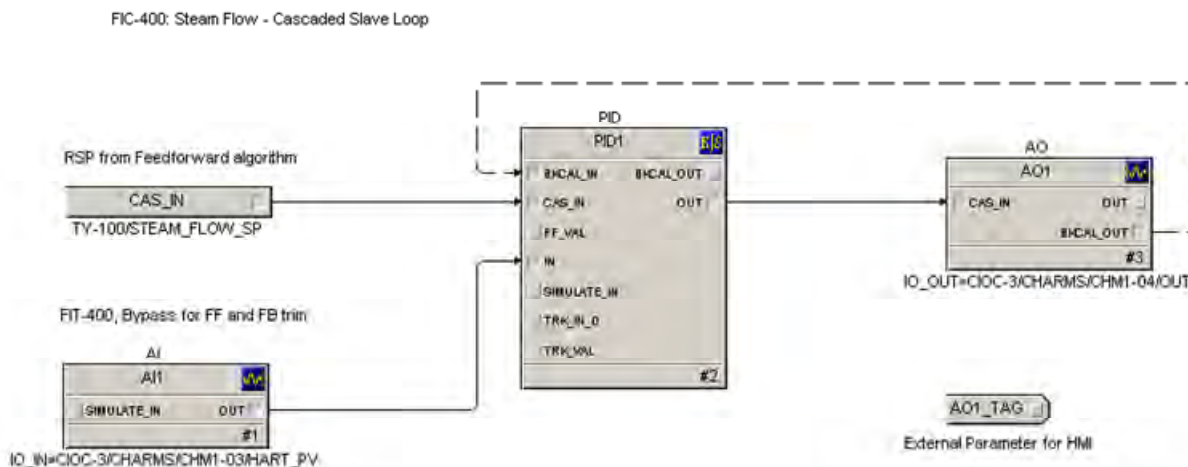 FIC-400: Steam Flow - Cascaded Slave Loop
PID
PID1
BKCAL_IN BKCAL_OUT
CAS_IN OUT
FF_VAL
IN
SIMULATE_IN
TRK_IN_D
TRK_VAL
#2
RSP from Feedforward algorithm
CAS_IN
TY-100/STEAM_FLOW_SP
AO
AO1
CAS_IN OUT
BKCAL_OUT
#3
IO_OUT=CIOC-3/CHARMS/CHM1-04/OUT
FIT-400, Bypass for FF and FB trim
AI
AI1
SIMULATE_IN OUT
#1
IO_IN=CIOC-3/CHARMS/CHM1-03/HART_PV
AO1_TAG
External Parameter for HMI